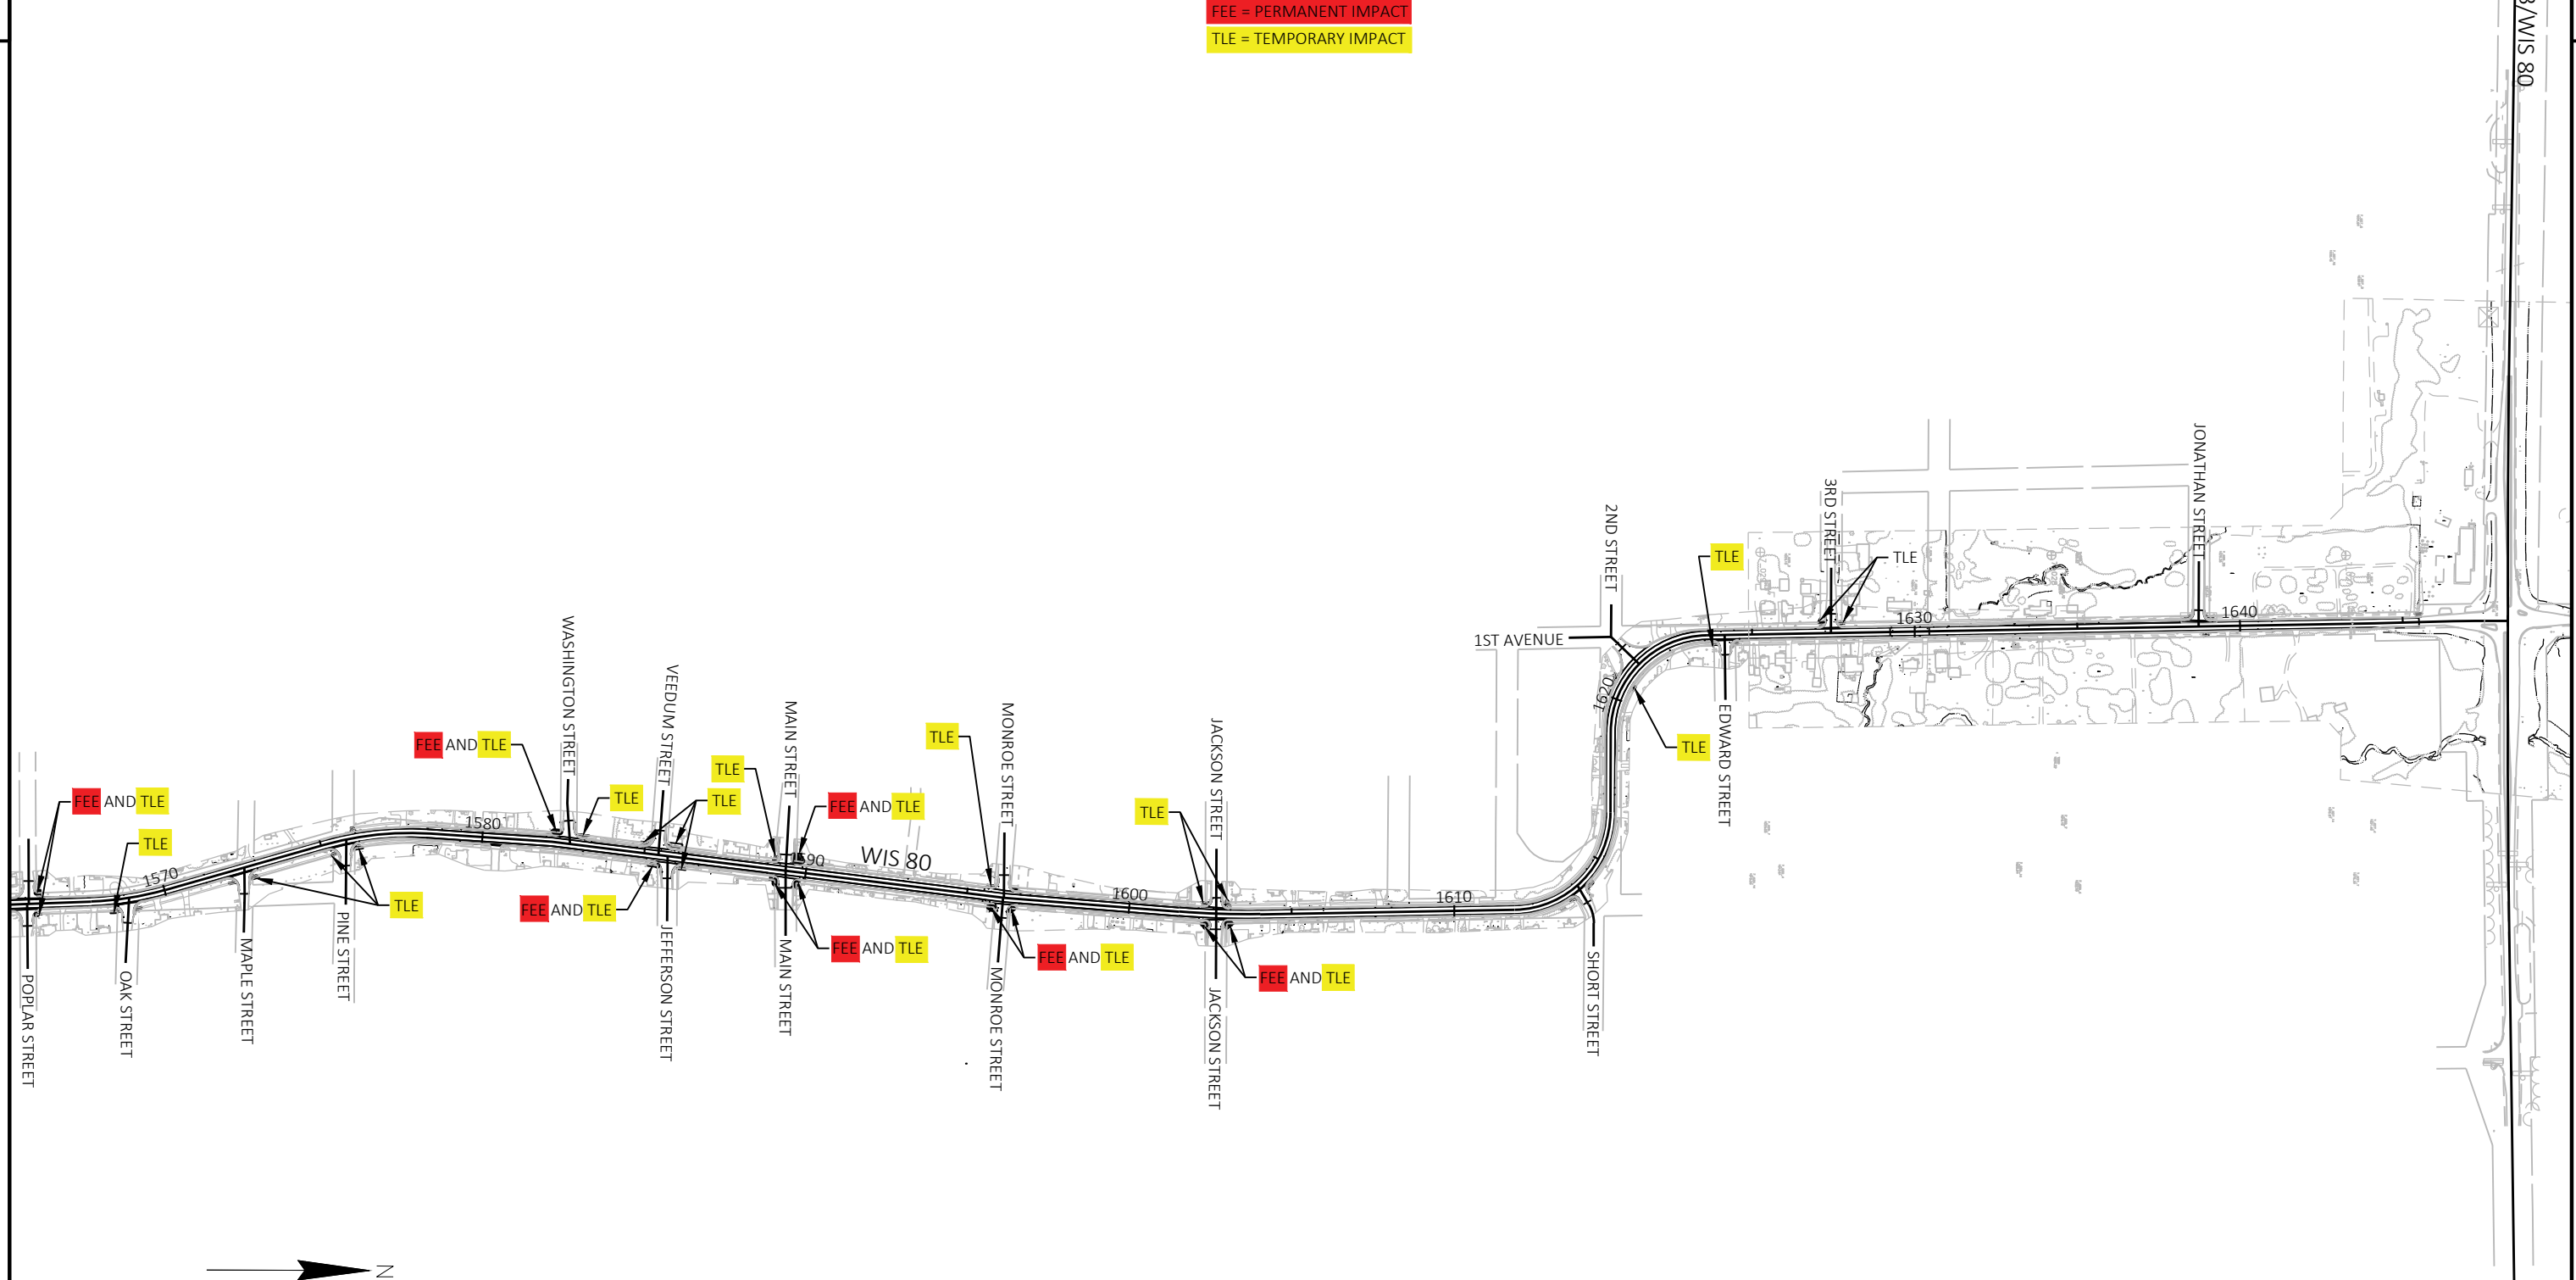 FEE = PERMANENT IMPACT
TLE = TEMPORARY IMPACT
/WIS 80
JONATHAN STREET
3RD STREET
2ND STREET
TLE
TLE
1630
1640
1ST AVENUE
1620
EDWARD STREET
TLE
WASHINGTON STREET
VEEDUM STREET
MAIN STREET
MONROE STREET
JACKSON STREET
FEE AND TLE
TLE
TLE
TLE
TLE
FEE AND TLE
TLE
FEE AND TLE
TLE
1580
1590
WIS 80
1570
1600
1610
TLE
FEE AND TLE
FEE AND TLE
FEE AND TLE
FEE AND TLE
POPLAR STREET
OAK STREET
MAPLE STREET
PINE STREET
JEFFERSON STREET
MAIN STREET
MONROE STREET
JACKSON STREET
SHORT STREET
N